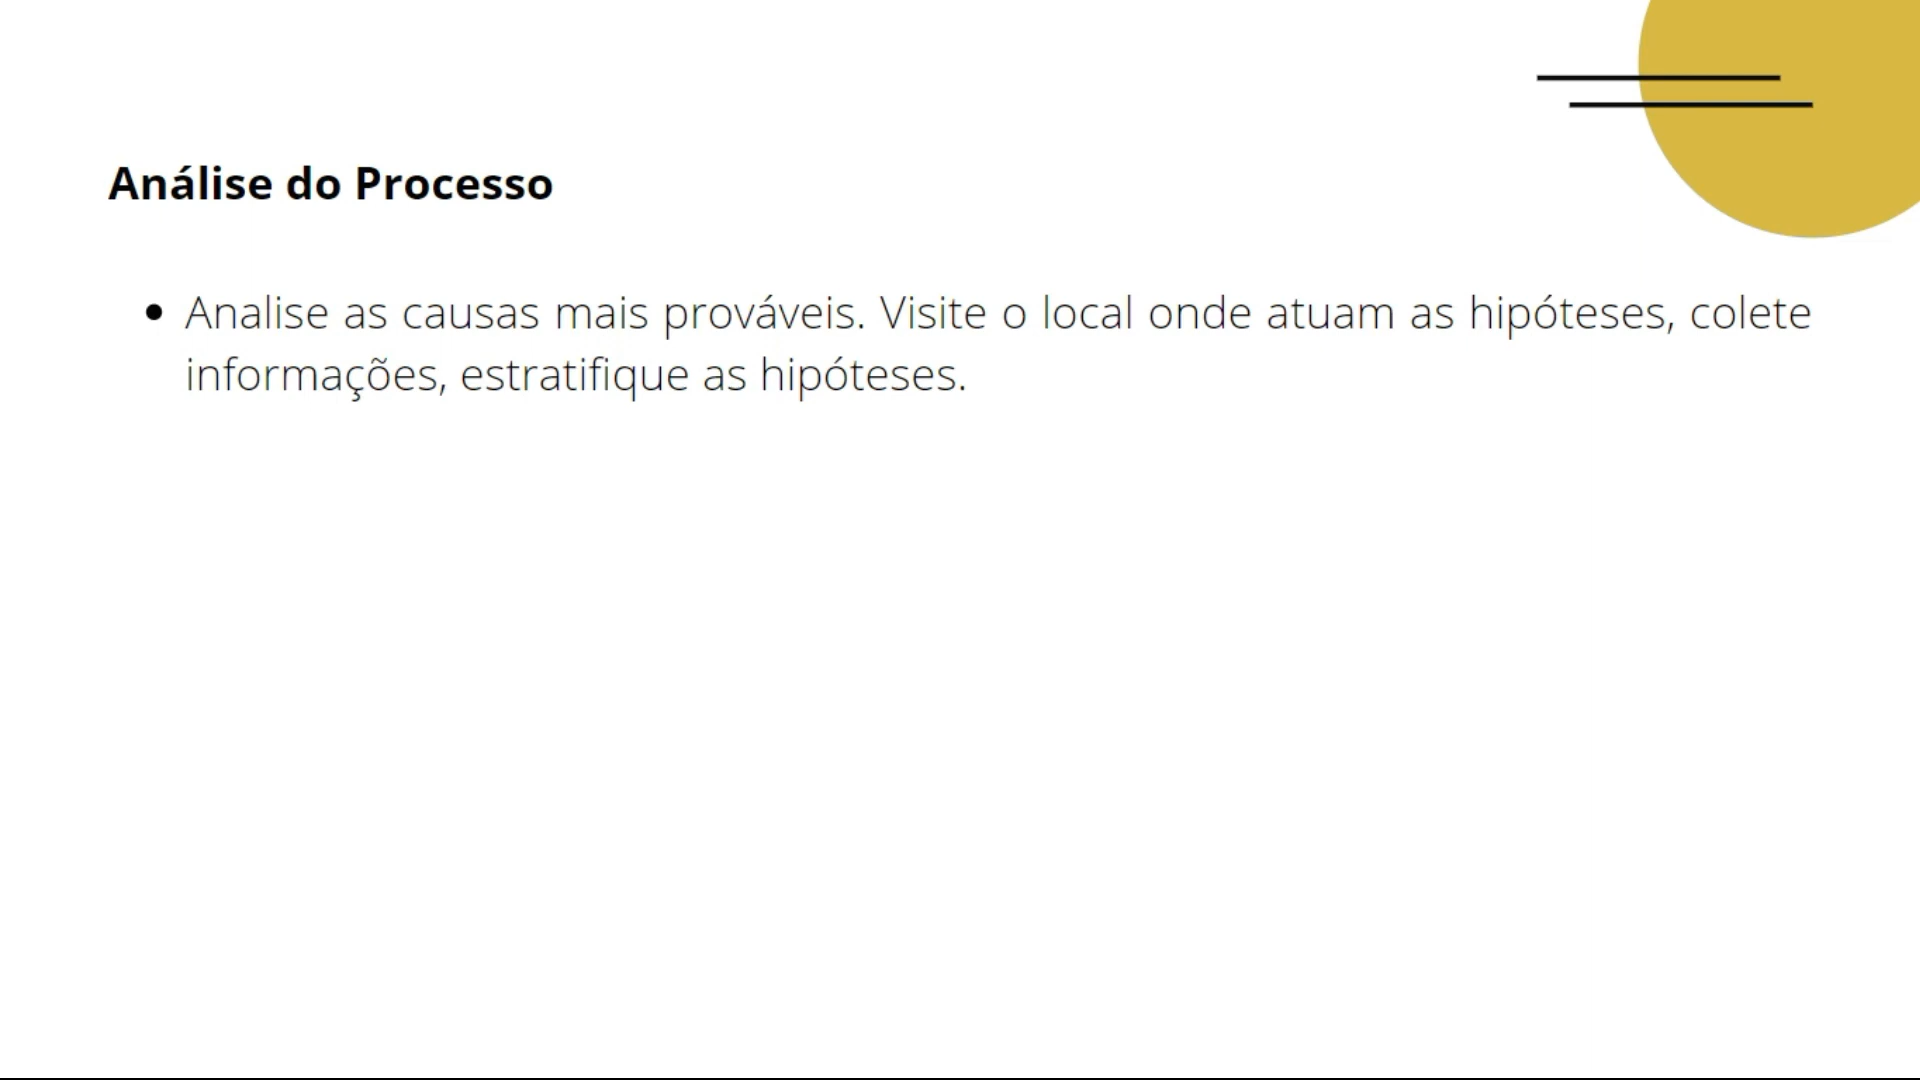 Análise do Processo
• Analise as causas mais prováveis. Visite o local onde atuam as hipóteses, colete
informações, estratifique as hipóteses.